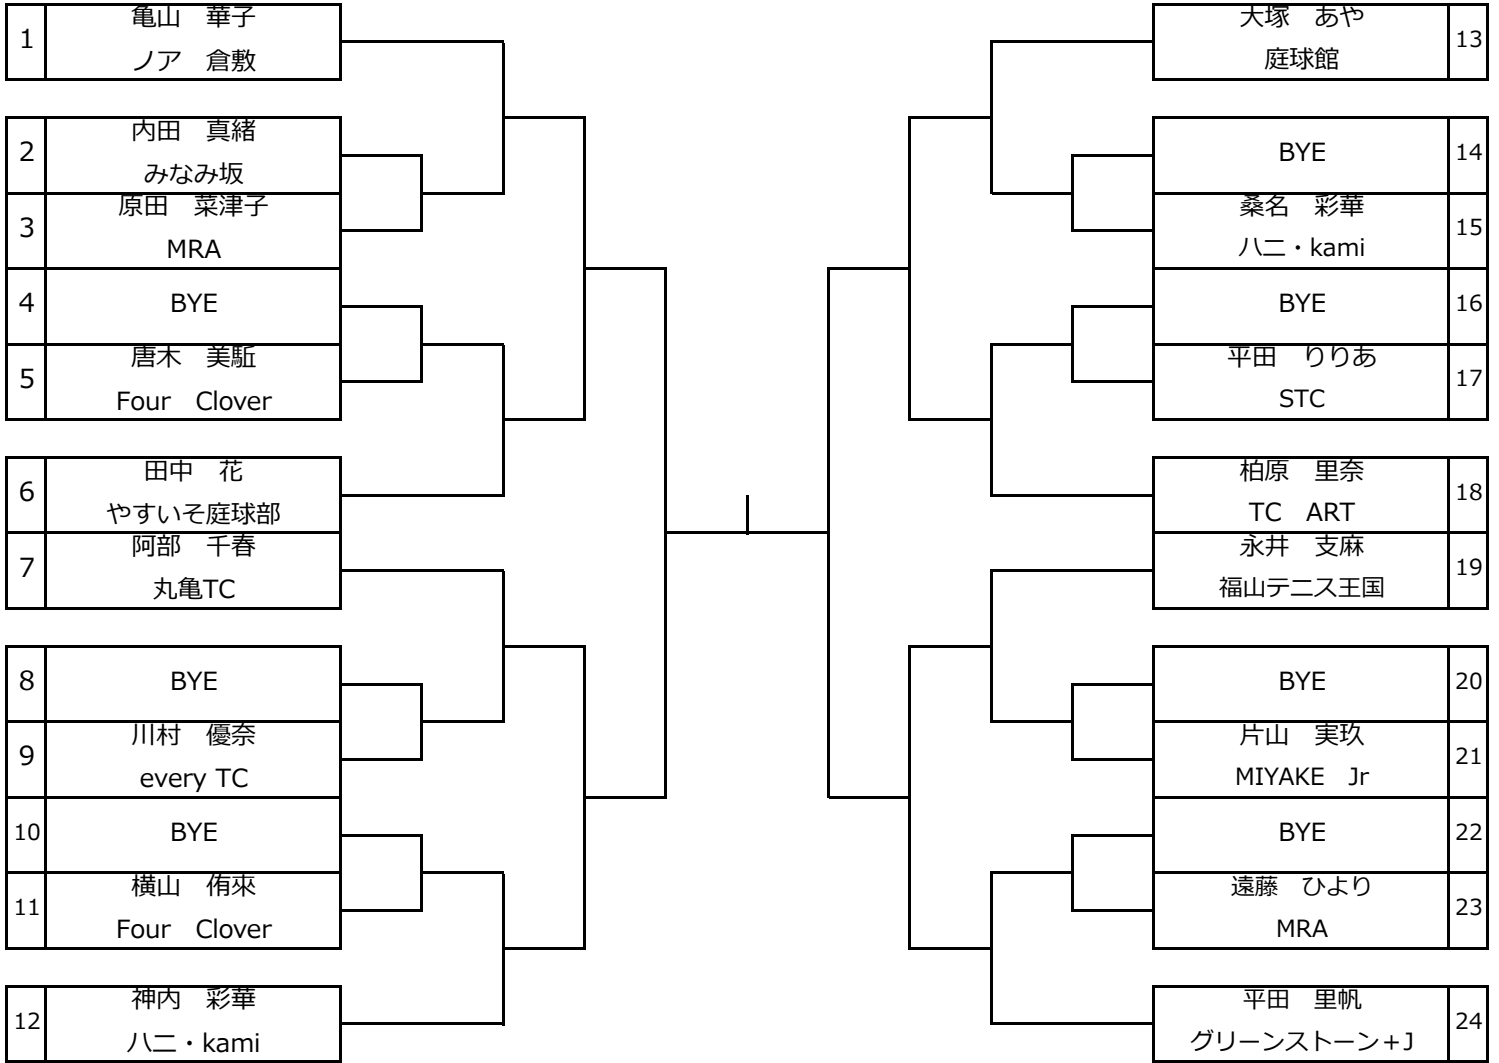 1
亀山　華子
ノア　倉敷
2
内田　真緒
みなみ坂
3
原田　菜津子
MRA
4
BYE
5
唐木　美駈
Four　Clover
6
田中　花
やすいそ庭球部
7
阿部　千春
丸亀TC
8
BYE
9
川村　優奈
every TC
10
BYE
11
横山　侑來
Four　Clover
12
神内　彩華
ハニ・kami
大塚　あや
庭球館
13
BYE
14
桑名　彩華
ハニ・kami
15
BYE
16
平田　りりあ
STC
17
柏原　里奈
TC　ART
18
永井　支麻
福山テニス王国
19
BYE
20
片山　実玖
MIYAKE　Jr
21
BYE
22
遠藤　ひより
MRA
23
平田　里帆
グリーンストーン＋J
24